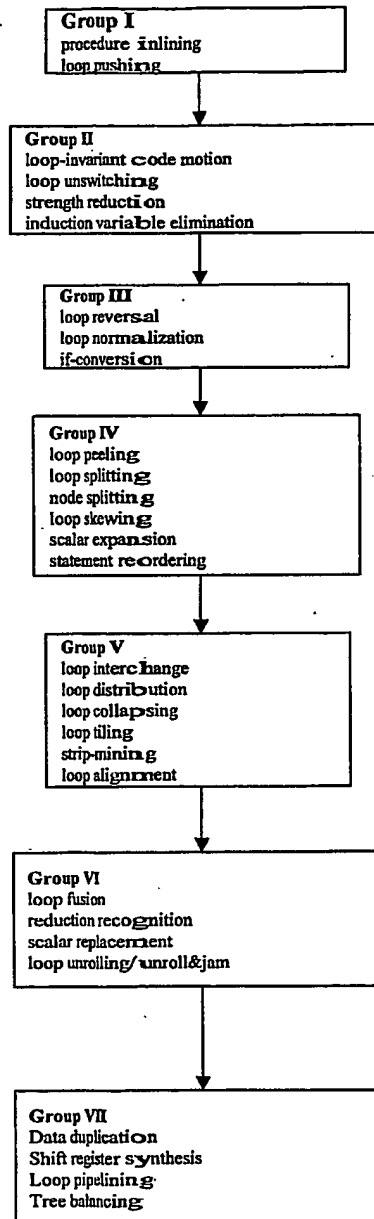 Group I
procedure inlining
loop pushing
Group II
loop-invariant code motion
loop unswitching
strength reduction
induction variable elimination
Group III
loop reversal
loop normalization
if-conversion
Group IV
loop peeling
loop splitting
node splitting
loop skewing
scalar expansion
statement reordering
Group V
loop interchange
loop distribution
loop collapsing
loop tiling
strip-mining
loop alignment
Group VI
loop fusion
reduction recognition
scalar replacement
loop unrolling/unroll&jam
Group VII
Data duplication
Shift register synthesis
Loop pipelining
Tree balancing